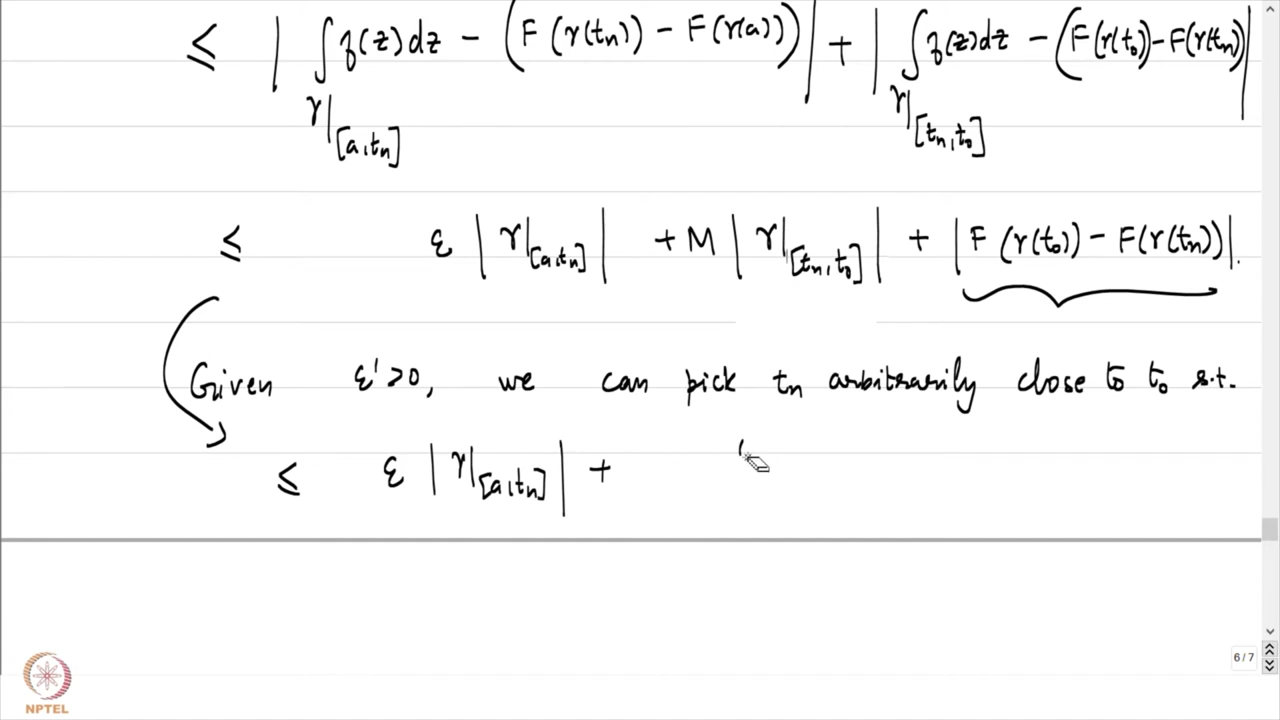 ≤ | ∫_{γ|[a,tₙ]} f(z)dz − (F(γ(tₙ)) − F(γ(a))) | + | ∫_{γ|[tₙ,t₀]} f(z)dz − (F(γ(t₀)) − F(γ(tₙ))) |
≤ ε | γ|[a,tₙ] | + M | γ|[tₙ,t₀] | + | F(γ(t₀)) − F(γ(tₙ)) |.
Given ε' > 0, we can pick tₙ arbitrarily close to t₀ s.t.
≤ ε | γ|[a,tₙ] | +
6 / 7
NPTEL